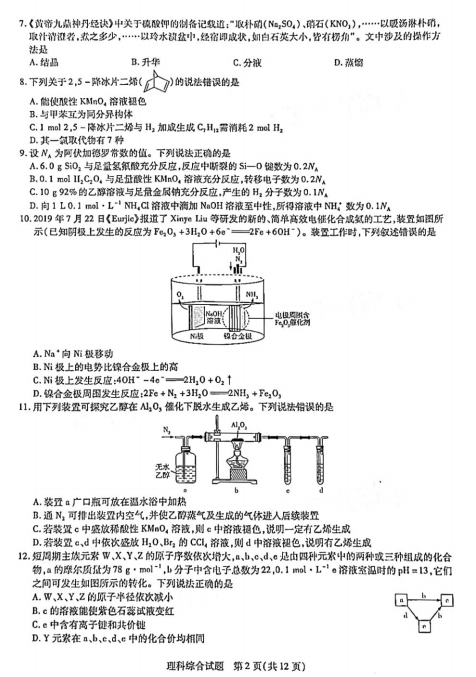 7.《黄帝九鼎神丹经诀》中关于硫酸钾的制备记载道:“取朴硝(Na₂SO₄)、硝石(KNO₃),……以暖汤淋朴硝,
取汁清澄者,煮之多少,……以玲水渍盆中,经宿即成状,如白石英大小,皆有楞角”。文中涉及的操作方
法是
A.结晶 B.升华 C.分液 D.蒸馏
8.下列关于2,5-降冰片二烯( )的说法错误的是
A.能使酸性KMnO₄溶液褪色
B.与甲苯互为同分异构体
C.1 mol 2,5-降冰片二烯与H₂加成生成C₇H₁₂需消耗2 mol H₂
D.其一氯取代物有7种
9.设Nₐ为阿伏加德罗常数的值。下列说法正确的是
A.6.0 g SiO₂与足量氢氟酸充分反应,反应中断裂的Si—O键数为0.2Nₐ
B.0.1 mol H₂C₂O₄与足量酸性KMnO₄溶液充分反应,转移电子数为0.2Nₐ
C.10 g 92%的乙醇溶液与足量金属钠充分反应,产生的H₂分子数为0.1Nₐ
D.向1 L 0.1 mol·L⁻¹ NH₄Cl溶液中滴加NaOH溶液至中性,所得溶液中NH₄⁺数为0.1Nₐ
10.2019年7月22日《Eurjic》报道了Xinye Liu等研发的新的、简单高效电催化合成氨的工艺,装置如图所
示(已知阴极上发生的反应为Fe₂O₃+3H₂O+6e⁻══2Fe+6OH⁻)。装置工作时,下列叙述错误的是
H₂O
N₂
O₂
NH₃
NaOH
溶液
电极周围含
Fe₂O₃催化剂
Ni极
镍合金极
A.Na⁺向Ni极移动
B.Ni极上的电势比镍合金极上的高
C.Ni极上发生反应:4OH⁻-4e⁻══2H₂O+O₂↑
D.镍合金极周围发生反应:2Fe+N₂+3H₂O══2NH₃+Fe₂O₃
11.用下列装置可探究乙醇在Al₂O₃催化下脱水生成乙烯。下列说法错误的是
N₂
Al₂O₃
无水
乙醇
a b c d
A.装置a广口瓶可放在温水浴中加热
B.通N₂可排出装置内空气,并使乙醇蒸气及生成的气体进入后续装置
C.若装置c中盛放稀酸性KMnO₄溶液,则c中溶液褪色,说明一定有乙烯生成
D.若装置c、d中依次盛放H₂O、Br₂的CCl₄溶液,则d中溶液褪色,说明有乙烯生成
12.短周期主族元素W、X、Y、Z的原子序数依次增大,a、b、c、d、e是由四种元素中的两种或三种组成的化合
物,a的摩尔质量为78 g·mol⁻¹,b分子中含电子总数为22,0.1 mol·L⁻¹ e溶液室温时的pH=13,它们
之间可发生如图所示的转化。下列说法正确的是
A.W、X、Y、Z的原子半径依次减小
B.c的溶液能使紫色石蕊试液变红
C.e中含有离子键和共价键
D.Y元素在a、b、c、d、e中的化合价均相同
a b c
d b
e
理科综合试题 第2页(共12页)